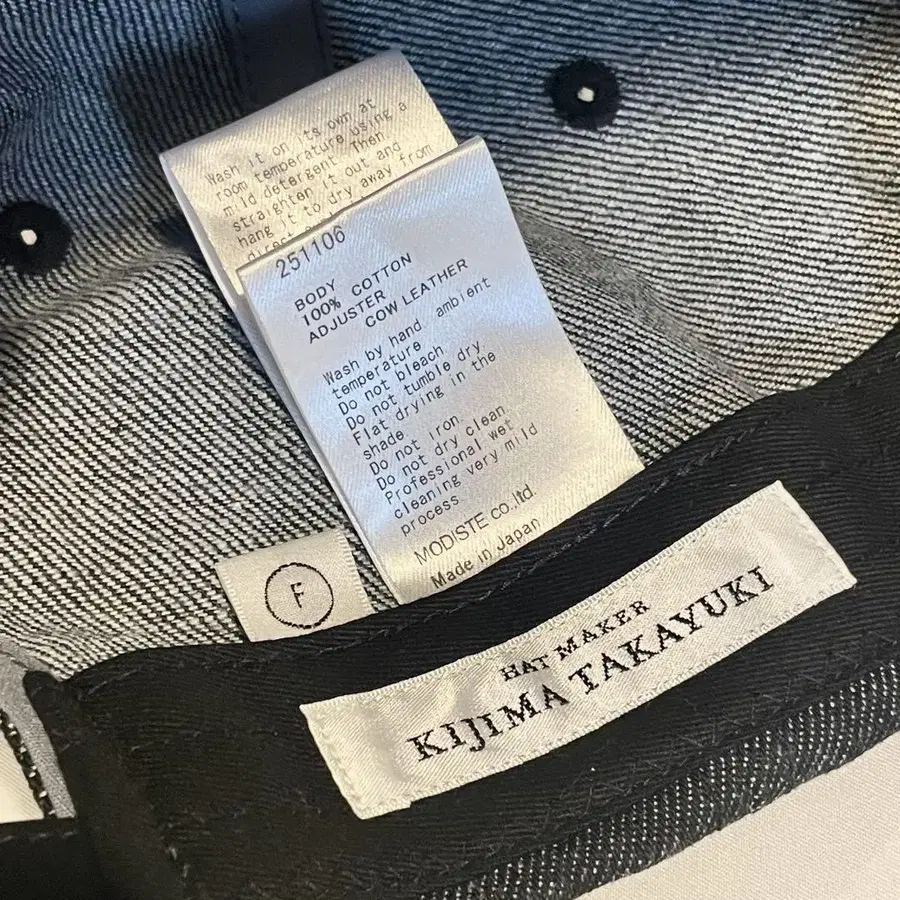 Wash it on its own at
room temperature using a
mild detergent. Then
straighten it out and
hang it to dry away from
direct
251106
BODY
100% COTTON
ADJUSTER
COW LEATHER
Wash by hand ambient
temperature
Do not bleach
Do not tumble dry
Flat drying in the
shade
Do not iron
Do not dry clean
Professional wet
cleaning very mild
process
MODISTE co.,ltd.
Made in Japan
F
HAT MAKER
KIJIMA TAKAYUKI